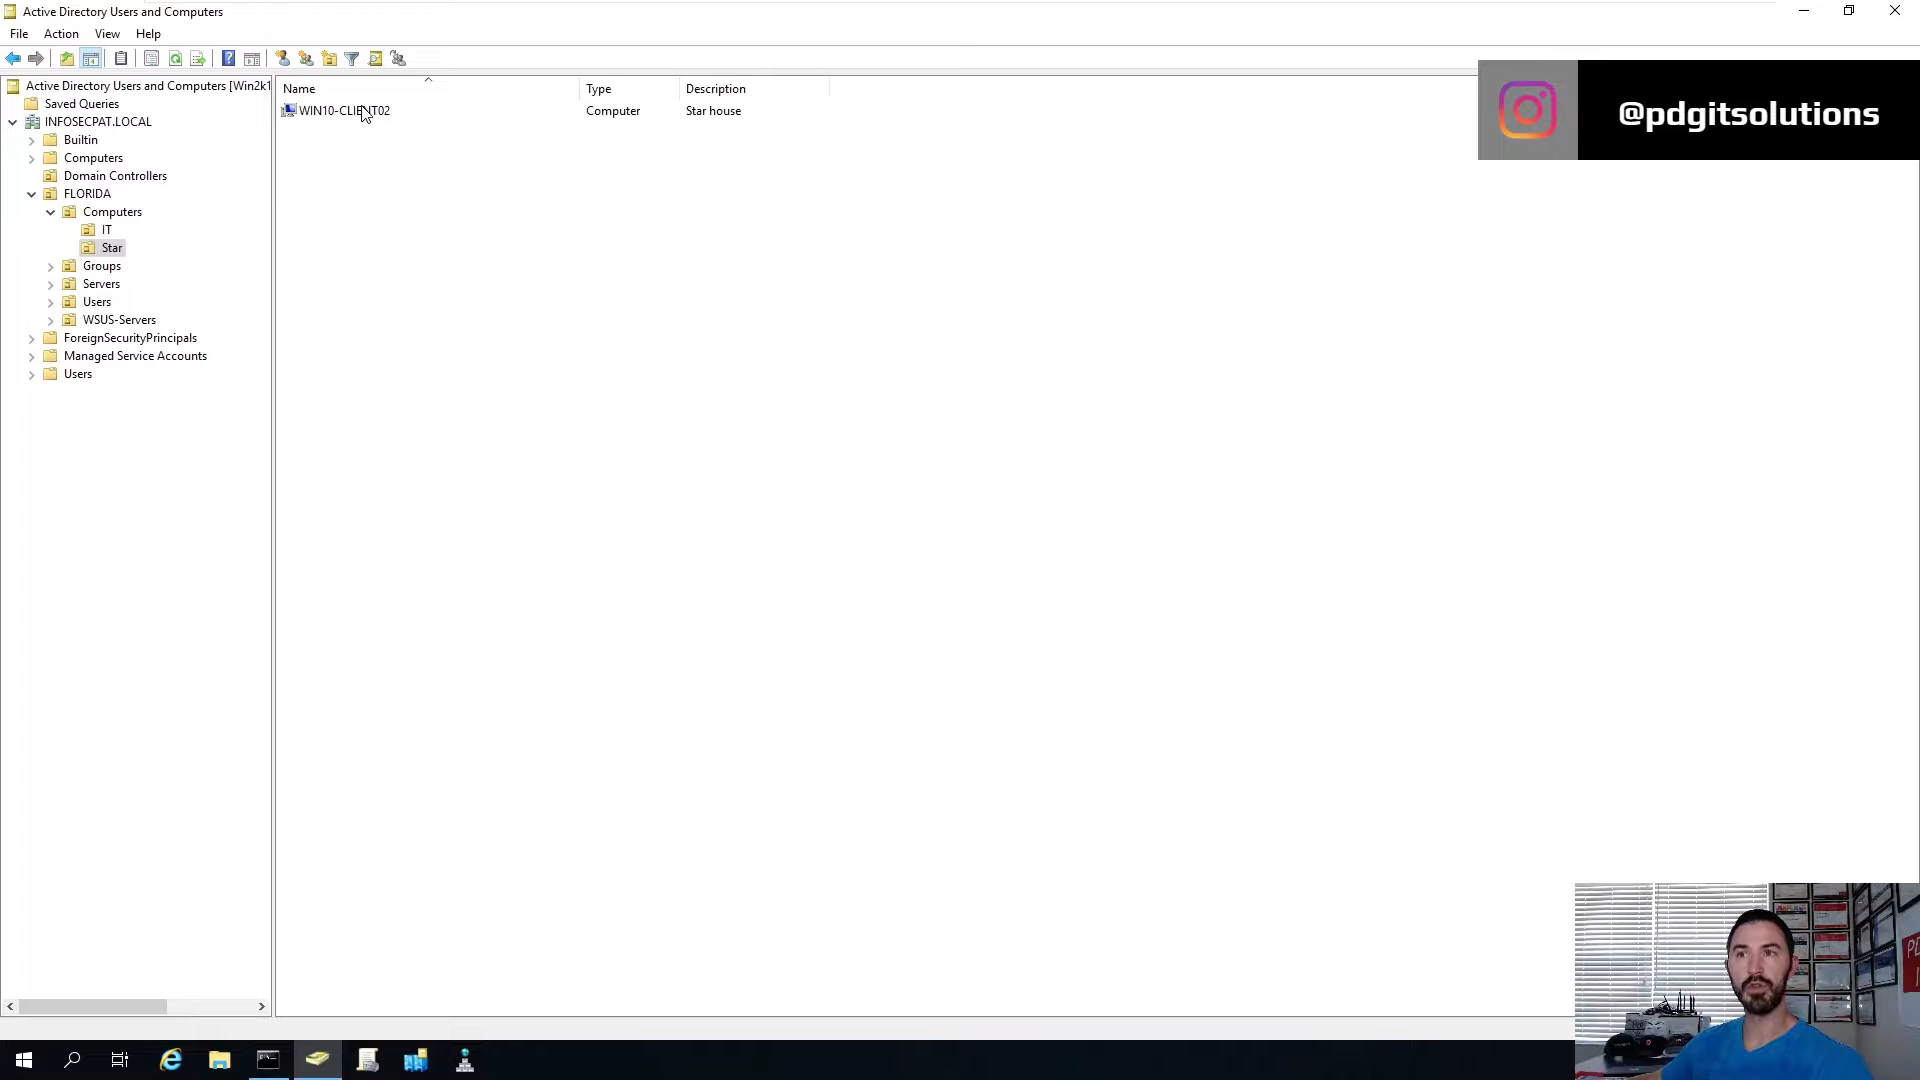 Active Directory Users and Computers
File Action View Help
Active Directory Users and Computers [Win2k1
Saved Queries
INFOSECPAT.LOCAL
Builtin
Computers
Domain Controllers
FLORIDA
Computers
IT
Star
Groups
Servers
Users
WSUS-Servers
ForeignSecurityPrincipals
Managed Service Accounts
Users
Name Type Description
WIN10-CLIENT02 Computer Star house
@pdgitsolutions